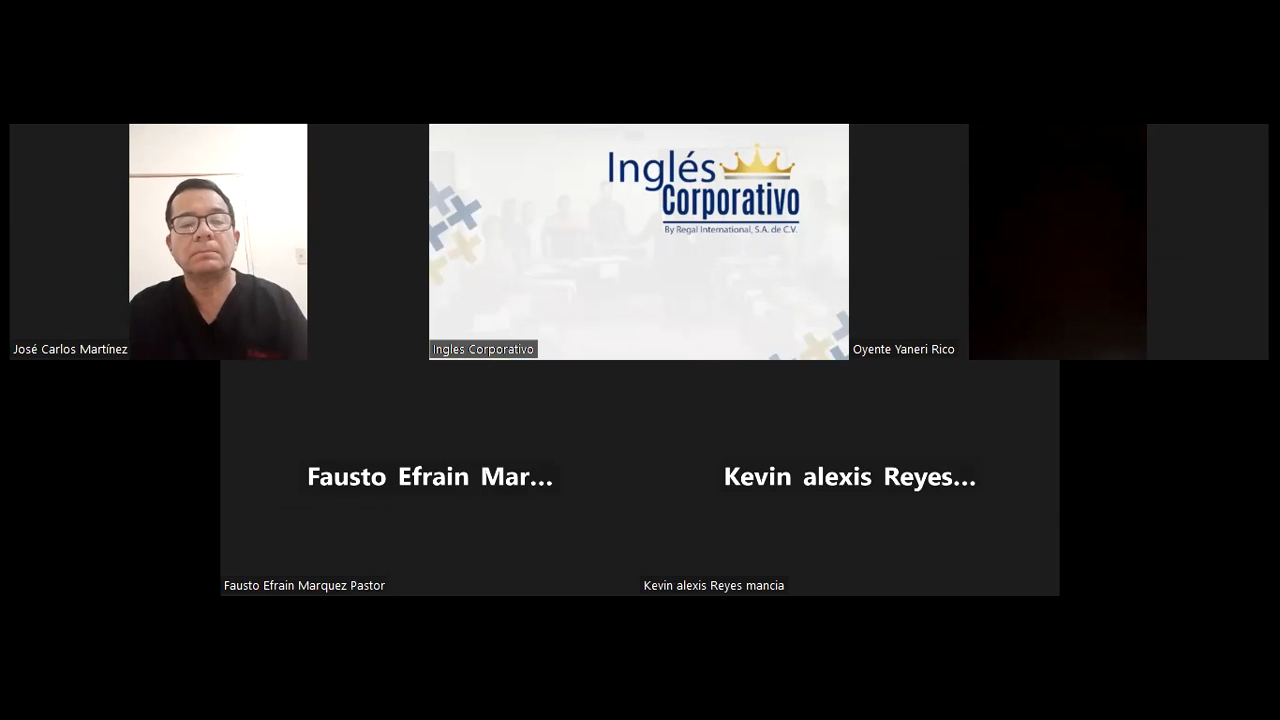 Inglés
Corporativo
By Regal International, S.A. de C.V.
José Carlos Martínez
Ingles Corporativo
Oyente Yaneri Rico
Fausto Efrain Mar...
Kevin alexis Reyes...
Fausto Efrain Marquez Pastor
Kevin alexis Reyes mancia